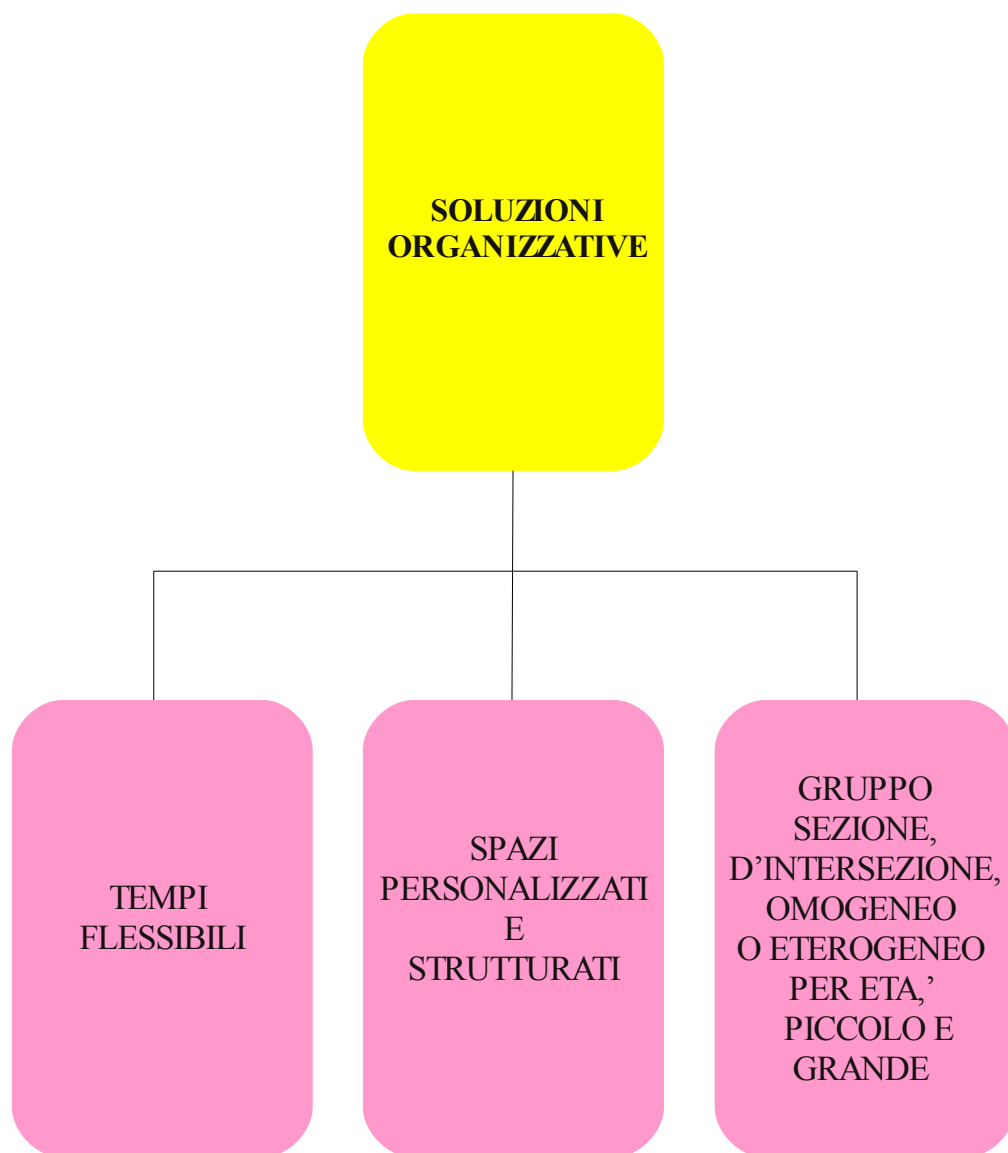 SOLUZIONI
ORGANIZZATIVE
TEMPI
FLESSIBILI
SPAZI
PERSONALIZZATI
E
STRUTTURATI
GRUPPO
SEZIONE,
D’INTERSEZIONE,
OMOGENEO
O ETEROGENEO
PER ETA,’
PICCOLO E
GRANDE